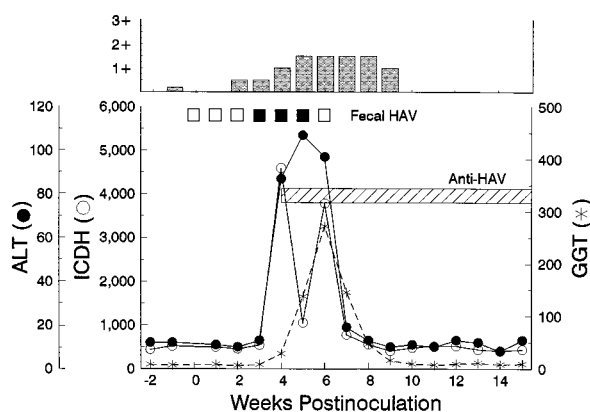 3+
2+
1+
120 6,000 500
Fecal HAV
100 5,000
400
80 4,000
Anti-HAV
300
60 3,000
200
40 2,000
20 1,000 100
0 0 0
-2 0 2 4 6 8 10 12 14
Weeks Postinoculation
ALT (●)
ICDH (○)
GGT (*)